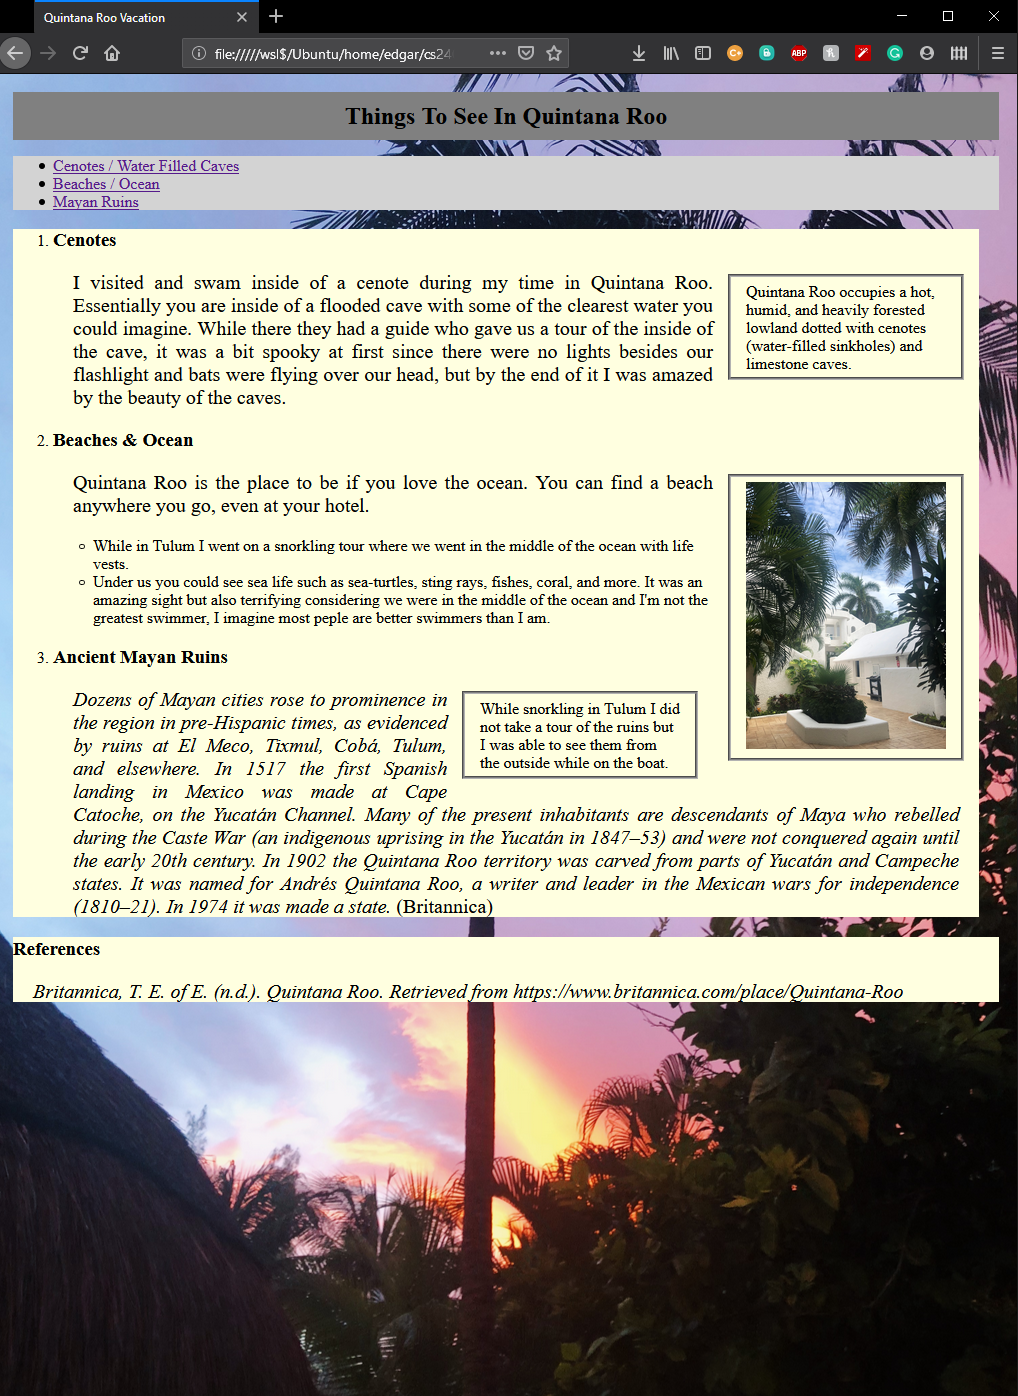 Quintana Roo Vacation
file://///wsl$/Ubuntu/home/edgar/cs24
ABP
Things To See In Quintana Roo
Cenotes / Water Filled Caves
Beaches / Ocean
Mayan Ruins
1. Cenotes
I visited and swam inside of a cenote during my time in Quintana Roo.
Essentially you are inside of a flooded cave with some of the clearest water you
could imagine. While there they had a guide who gave us a tour of the inside of
the cave, it was a bit spooky at first since there were no lights besides our
flashlight and bats were flying over our head, but by the end of it I was amazed
by the beauty of the caves.
Quintana Roo occupies a hot,
humid, and heavily forested
lowland dotted with cenotes
(water-filled sinkholes) and
limestone caves.
2. Beaches & Ocean
Quintana Roo is the place to be if you love the ocean. You can find a beach
anywhere you go, even at your hotel.
While in Tulum I went on a snorkling tour where we went in the middle of the ocean with life
vests.
Under us you could see sea life such as sea-turtles, sting rays, fishes, coral, and more. It was an
amazing sight but also terrifying considering we were in the middle of the ocean and I'm not the
greatest swimmer, I imagine most peple are better swimmers than I am.
3. Ancient Mayan Ruins
Dozens of Mayan cities rose to prominence in
the region in pre-Hispanic times, as evidenced
by ruins at El Meco, Tixmul, Cobá, Tulum,
and elsewhere. In 1517 the first Spanish
landing in Mexico was made at Cape
While snorkling in Tulum I did
not take a tour of the ruins but
I was able to see them from
the outside while on the boat.
Catoche, on the Yucatán Channel. Many of the present inhabitants are descendants of Maya who rebelled
during the Caste War (an indigenous uprising in the Yucatán in 1847–53) and were not conquered again until
the early 20th century. In 1902 the Quintana Roo territory was carved from parts of Yucatán and Campeche
states. It was named for Andrés Quintana Roo, a writer and leader in the Mexican wars for independence
(1810–21). In 1974 it was made a state. (Britannica)
References
Britannica, T. E. of E. (n.d.). Quintana Roo. Retrieved from https://www.britannica.com/place/Quintana-Roo